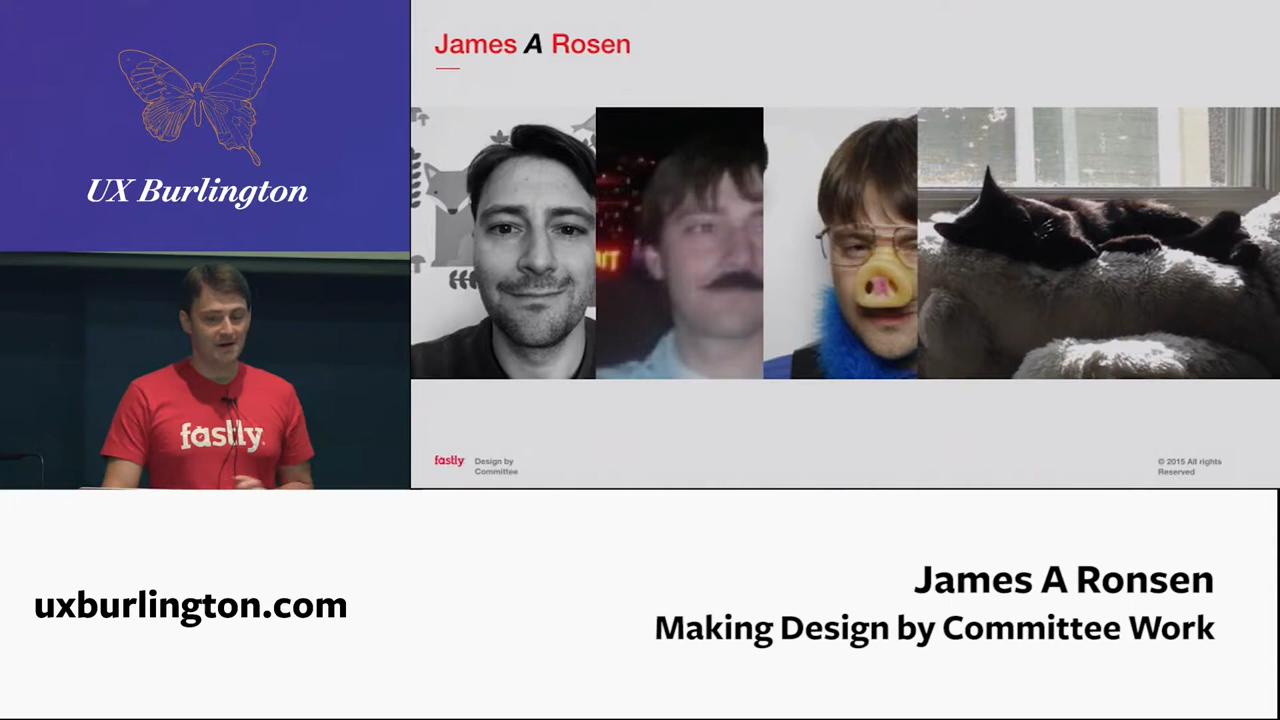 UX Burlington
James A Rosen
fastly
fastly
Design by
Committee
© 2015 All rights
Reserved
uxburlington.com
James A Ronsen
Making Design by Committee Work